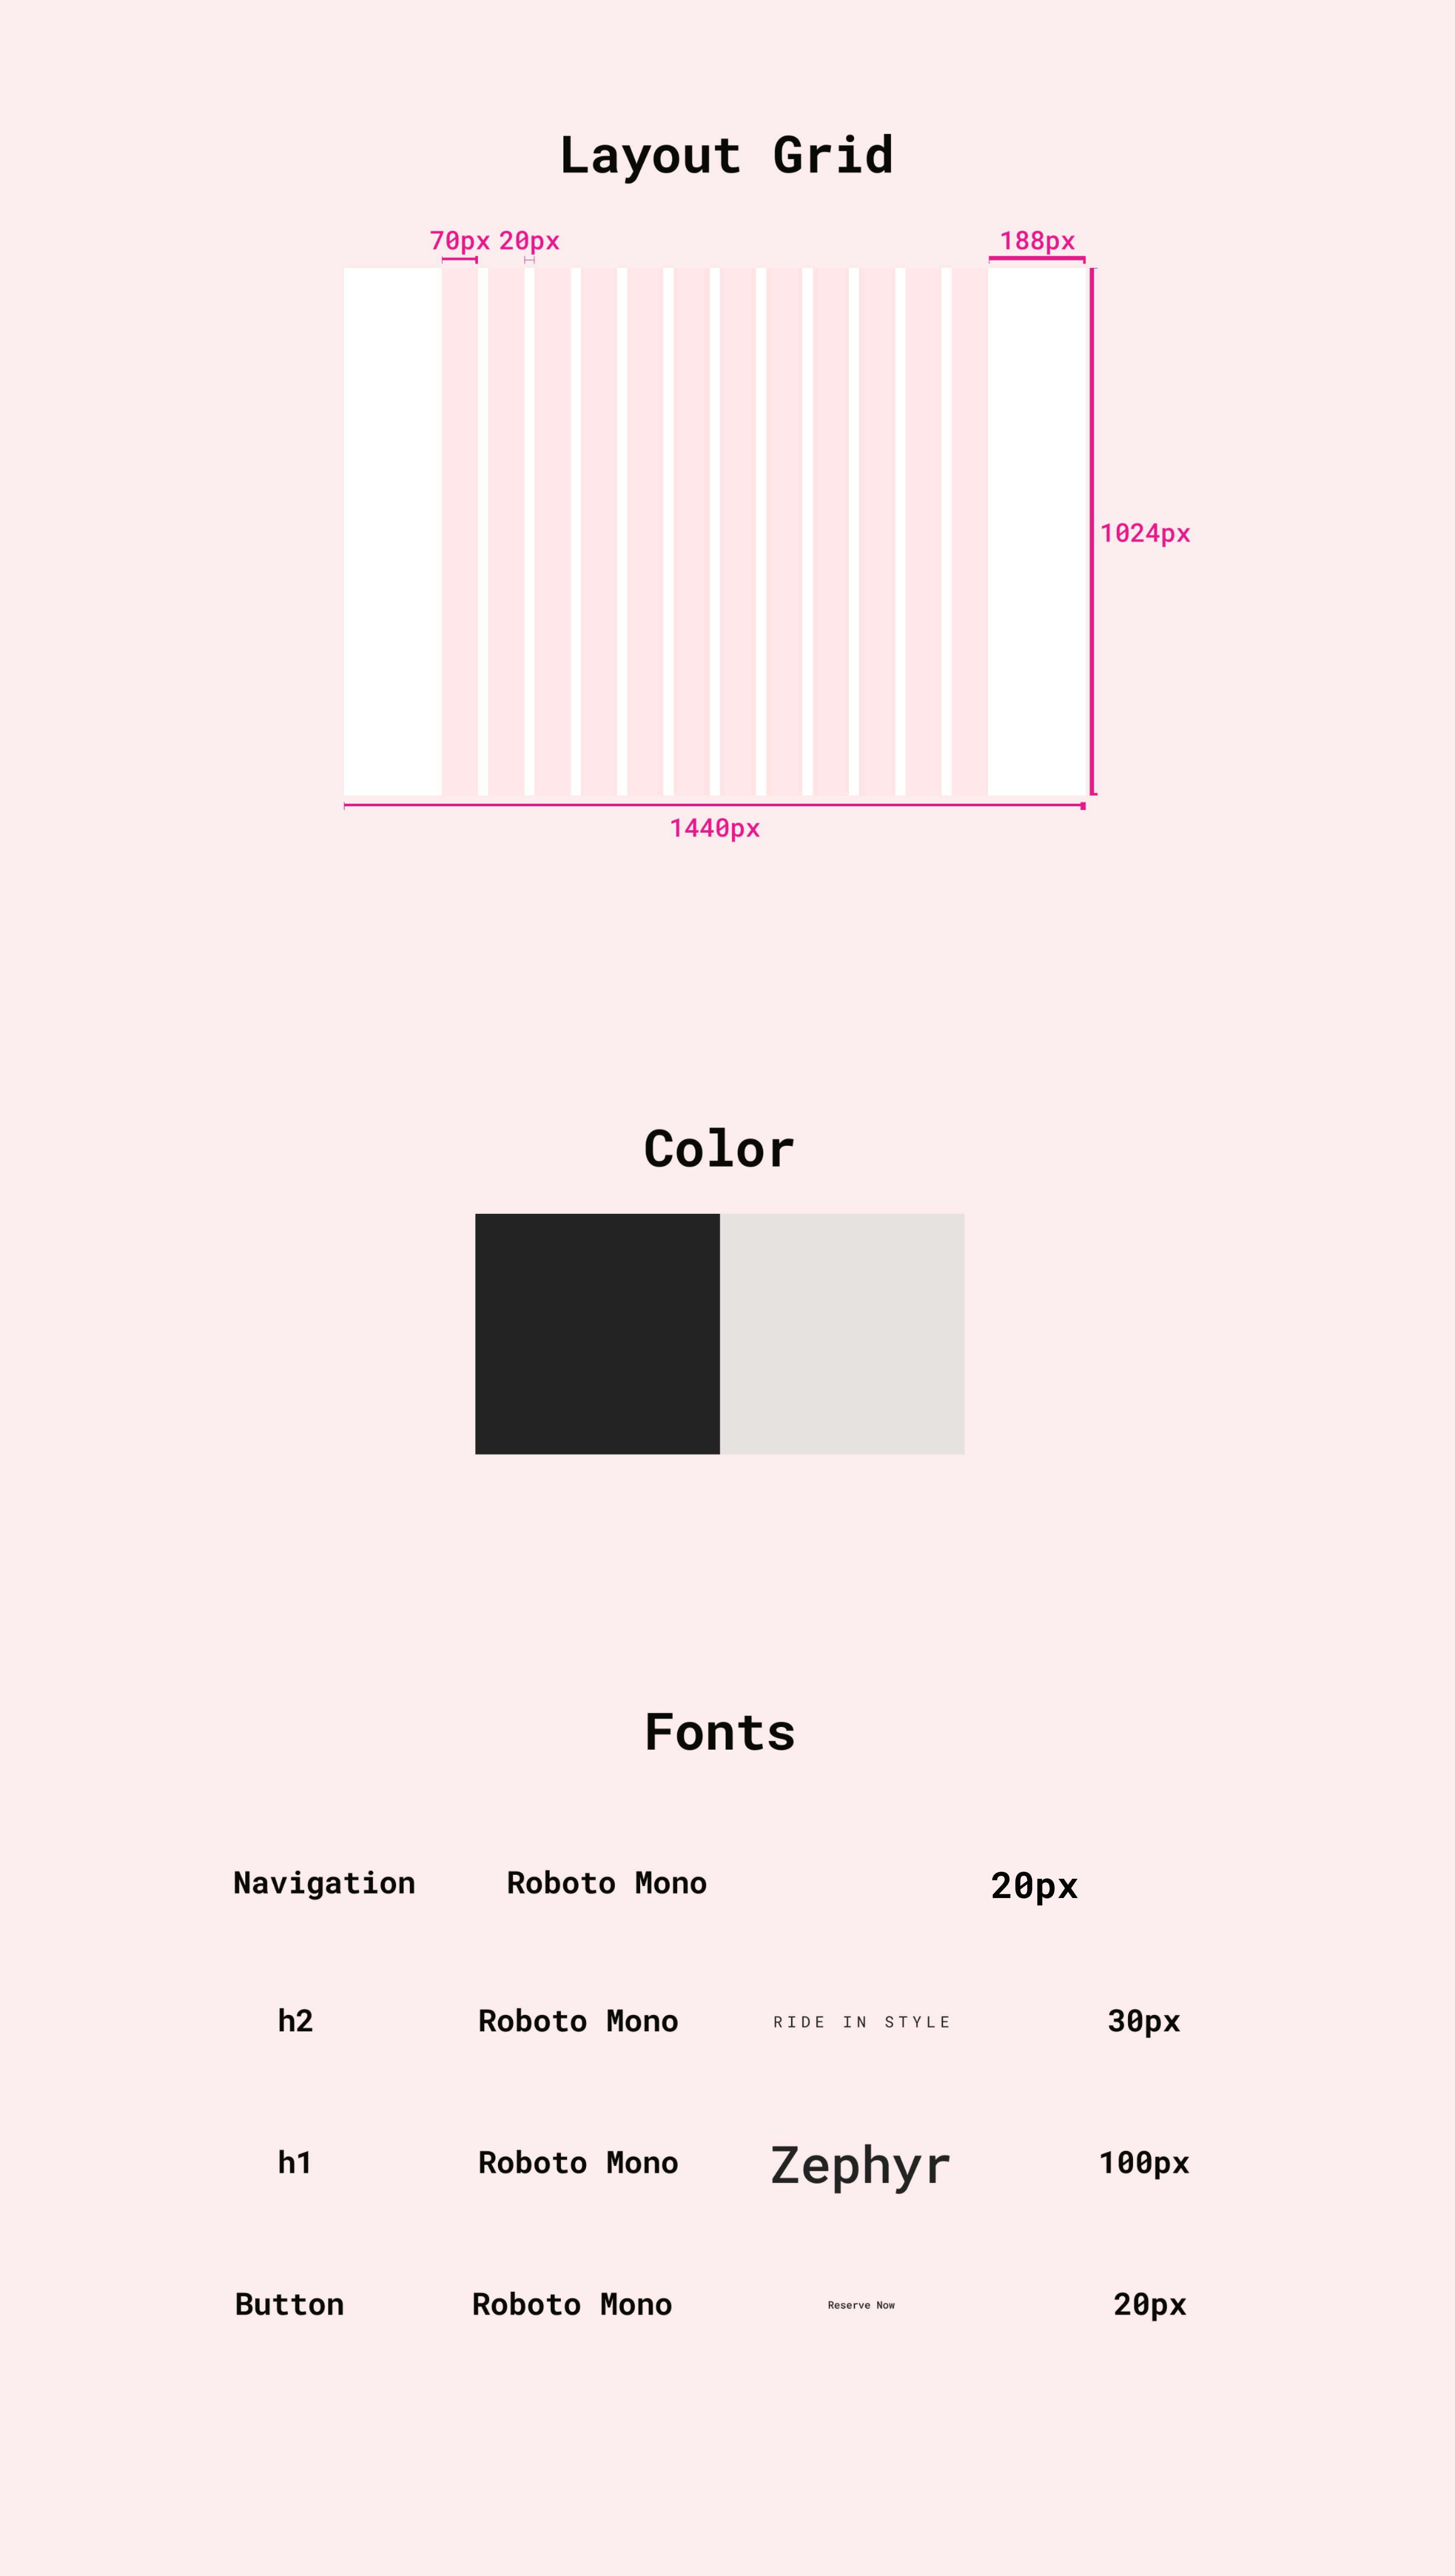 Layout Grid
70px 20px 188px
1024px
1440px
Color
Fonts
Navigation Roboto Mono 20px
h2 Roboto Mono RIDE IN STYLE 30px
h1 Roboto Mono Zephyr 100px
Button Roboto Mono Reserve Now 20px